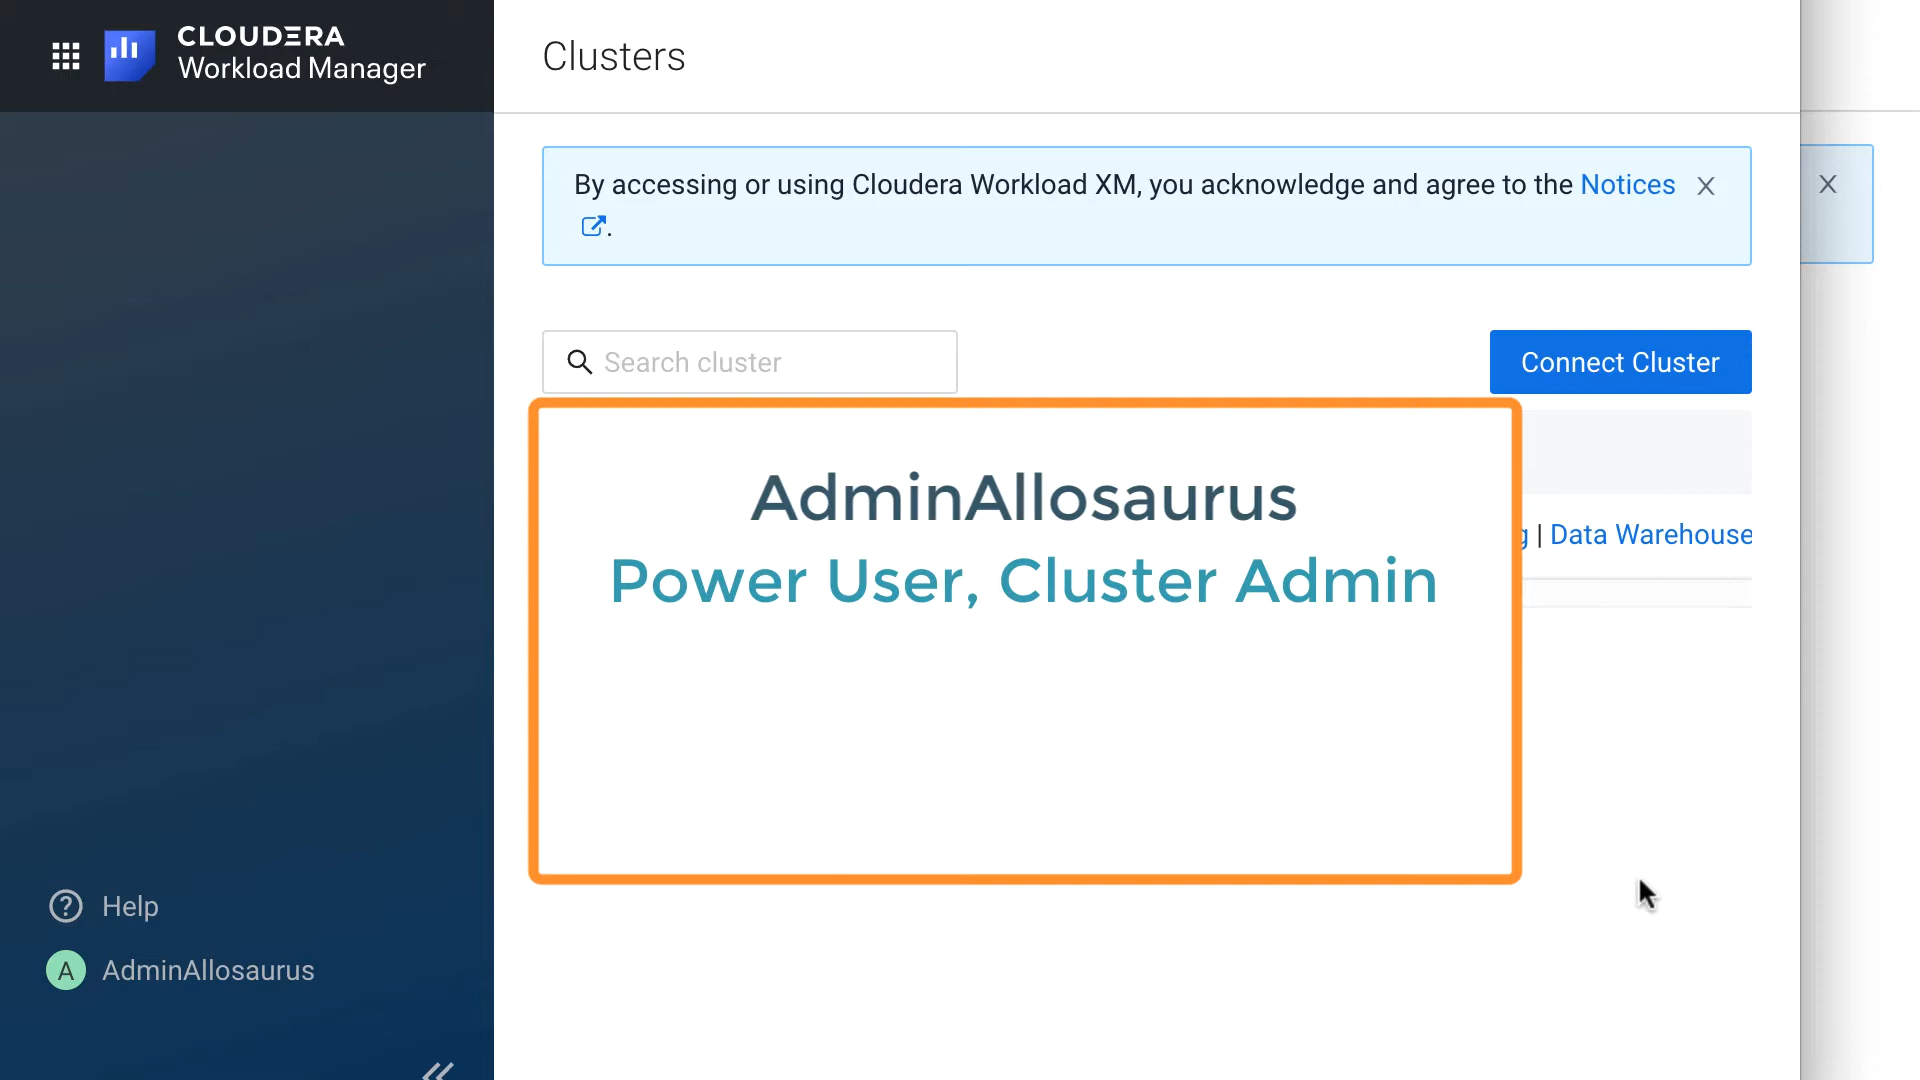 CLOUDERA
Workload Manager
Clusters
By accessing or using Cloudera Workload XM, you acknowledge and agree to the Notices
.
Search cluster
Connect Cluster
AdminAllosaurus
Power User, Cluster Admin
| Data Warehouse
Help
A AdminAllosaurus